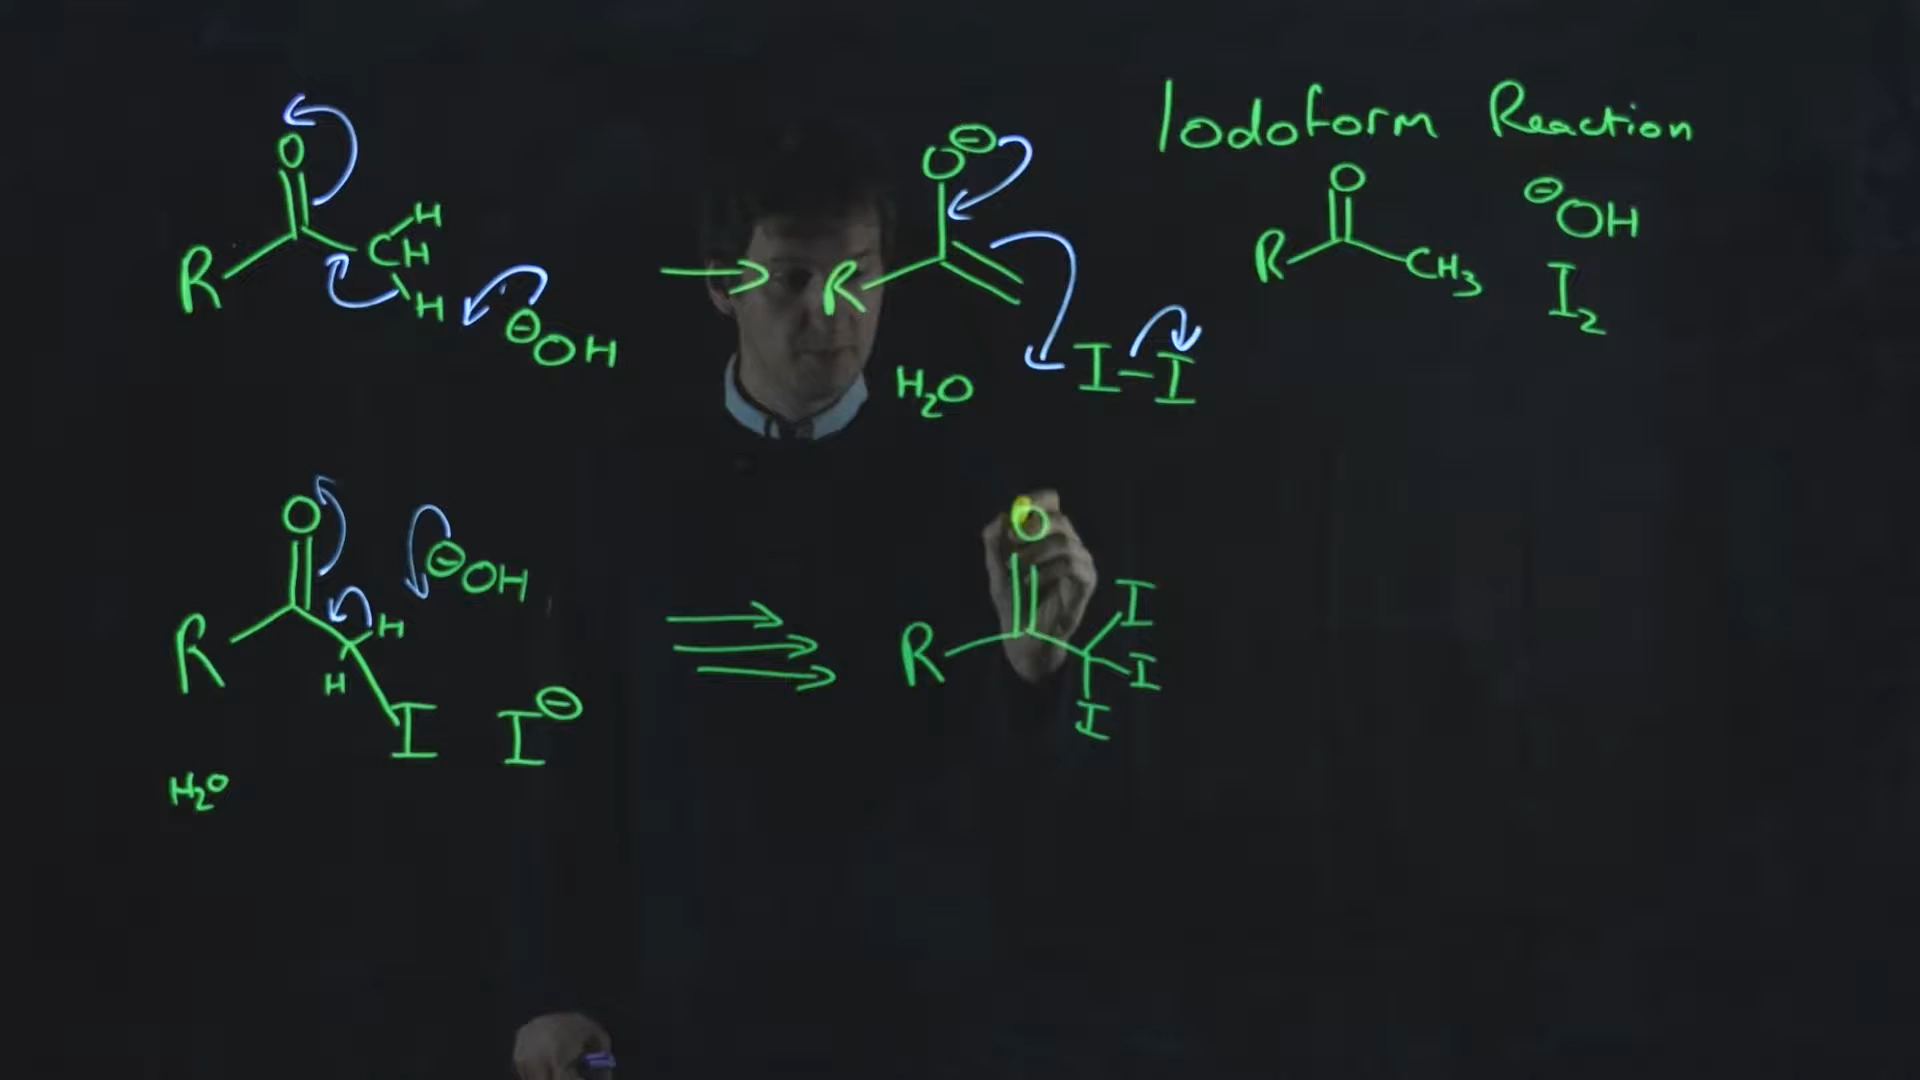 Iodoform Reaction
O
R
CH
H
H
⊖OH
O⊖
R
H₂O
I-I
O
R
CH₃
⊖OH
I₂
O
R
H
H
I
⊖OH
I⊖
H₂O
O
R
I
I
I